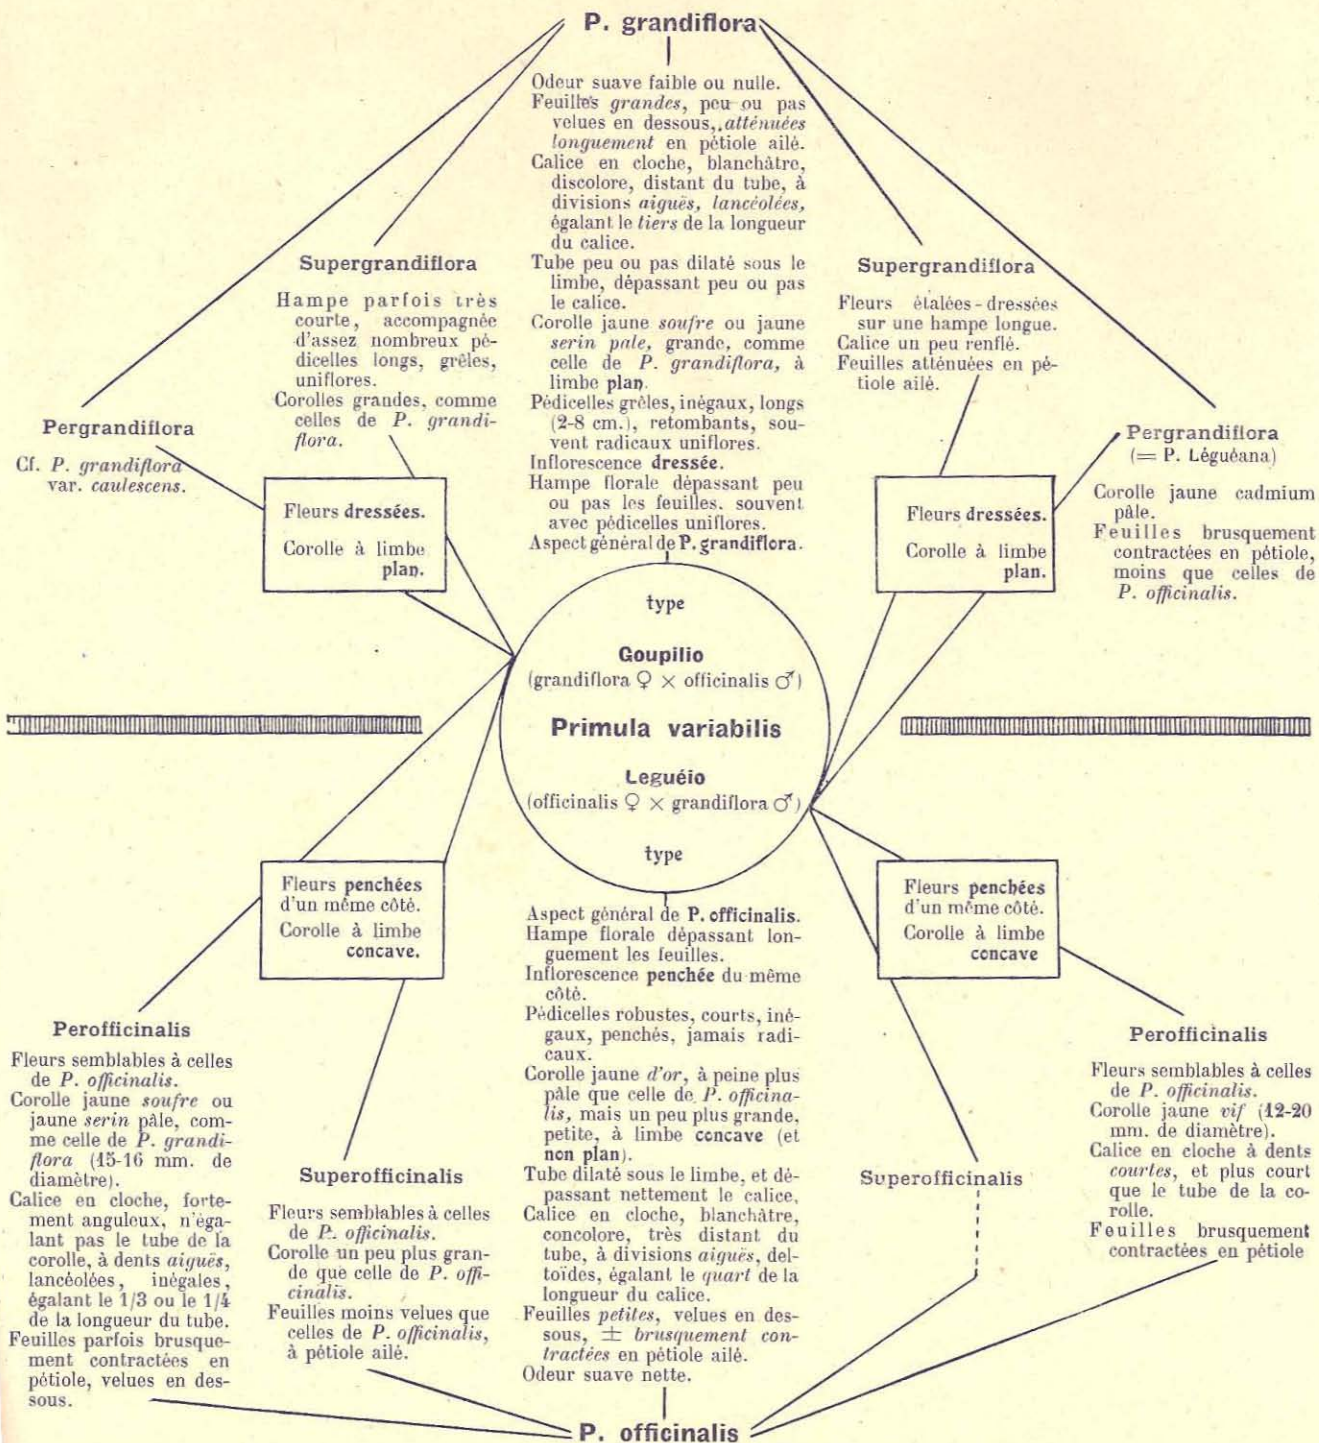 P. grandiflora
Odeur suave faible ou nulle.
Feuilles grandes, peu ou pas
velues en dessous, atténuées
longuement en pétiole ailé.
Calice en cloche, blanchâtre,
discolore, distant du tube, à
divisions aiguës, lancéolées,
égalant le tiers de la longueur
du calice.
Tube peu ou pas dilaté sous le
limbe, dépassant peu ou pas
le calice.
Corolle jaune soufre ou jaune
serin pale, grande, comme
celle de P. grandiflora, à
limbe plan.
Pédicelles grêles, inégaux, longs
(2-8 cm.), retombants, sou-
vent radicaux uniflores.
Inflorescence dressée.
Hampe florale dépassant peu
ou pas les feuilles. souvent
avec pédicelles uniflores.
Aspect général de P. grandiflora.
Supergrandiflora
Hampe parfois très
courte, accompagnée
d'assez nombreux pé-
dicelles longs, grêles,
uniflores.
Corolles grandes, comme
celles de P. grandi-
flora.
Supergrandiflora
Fleurs étalées-dressées
sur une hampe longue.
Calice un peu renflé.
Feuilles atténuées en pé-
tiole ailé.
Pergrandiflora
Cf. P. grandiflora
var. caulescens.
Pergrandiflora
(= P. Léguéana)
Corolle jaune cadmium
pâle.
Feuilles brusquement
contractées en pétiole,
moins que celles de
P. officinalis.
Fleurs dressées.
Corolle à limbe
plan.
Fleurs dressées.
Corolle à limbe
plan.
type
Goupilio
(grandiflora ♀ × officinalis ♂)
Primula variabilis
Leguéio
(officinalis ♀ × grandiflora ♂)
type
Fleurs penchées
d'un même côté.
Corolle à limbe
concave.
Fleurs penchées
d'un même côté.
Corolle à limbe
concave
Aspect général de P. officinalis.
Hampe florale dépassant lon-
guement les feuilles.
Inflorescence penchée du même
côté.
Pédicelles robustes, courts, iné-
gaux, penchés, jamais radi-
caux.
Corolle jaune d'or, à peine plus
pâle que celle de P. officina-
lis, mais un peu plus grande,
petite, à limbe concave (et
non plan).
Tube dilaté sous le limbe, et dé-
passant nettement le calice,
Calice en cloche, blanchâtre,
concolore, très distant du
tube, à divisions aiguës, del-
toïdes, égalant le quart de la
longueur du calice.
Feuilles petites, velues en des-
sous, ± brusquement con-
tractées en pétiole ailé.
Odeur suave nette.
Perofficinalis
Fleurs semblables à celles
de P. officinalis.
Corolle jaune soufre ou
jaune serin pâle, com-
me celle de P. grandi-
flora (15-16 mm. de
diamètre).
Calice en cloche, forte-
ment anguleux, n'éga-
lant pas le tube de la
corolle, à dents aiguës,
lancéolées, inégales,
égalant le 1/3 ou le 1/4
de la longueur du tube.
Feuilles parfois brusque-
ment contractées en
pétiole, velues en des-
sous.
Superofficinalis
Fleurs semblables à celles
de P. officinalis.
Corolle un peu plus gran-
de que celle de P. offi-
cinalis.
Feuilles moins velues que
celles de P. officinalis,
à pétiole ailé.
Superofficinalis
Perofficinalis
Fleurs semblables à celles
de P. officinalis.
Corolle jaune vif (12-20
mm. de diamètre).
Calice en cloche à dents
courtes, et plus court
que le tube de la co-
rolle.
Feuilles brusquement
contractées en pétiole
P. officinalis